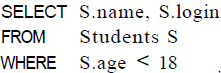 SELECT S.name, S.login
FROM Students S
WHERE S.age < 18
.